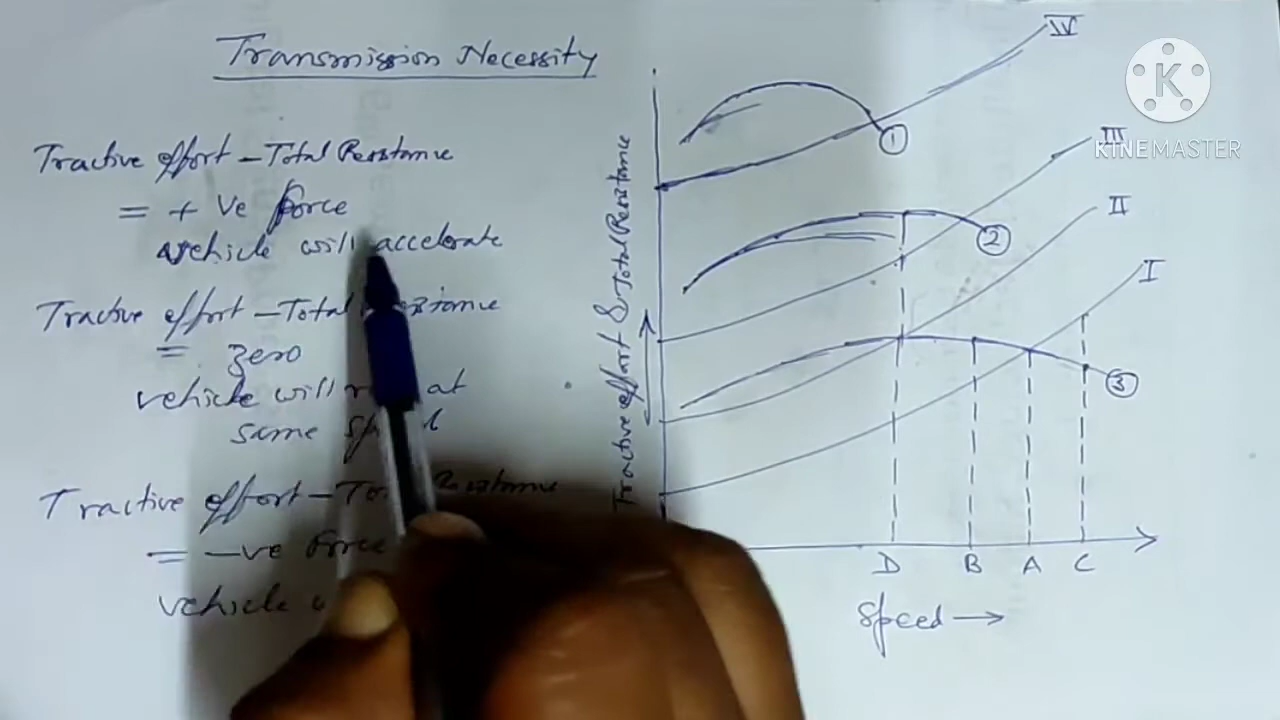 Transmission Necessity
Tractive effort - Total Resistance
= + ve force
vehicle will accelerate
Tractive effort - Total
= zero
vehicle will at
same
Tractive effort -
= -ve force
vehicle
Tractive effort & Total Resistance
IV
III
II
I
1
2
3
D B A C
Speed →
K
KINEMASTER